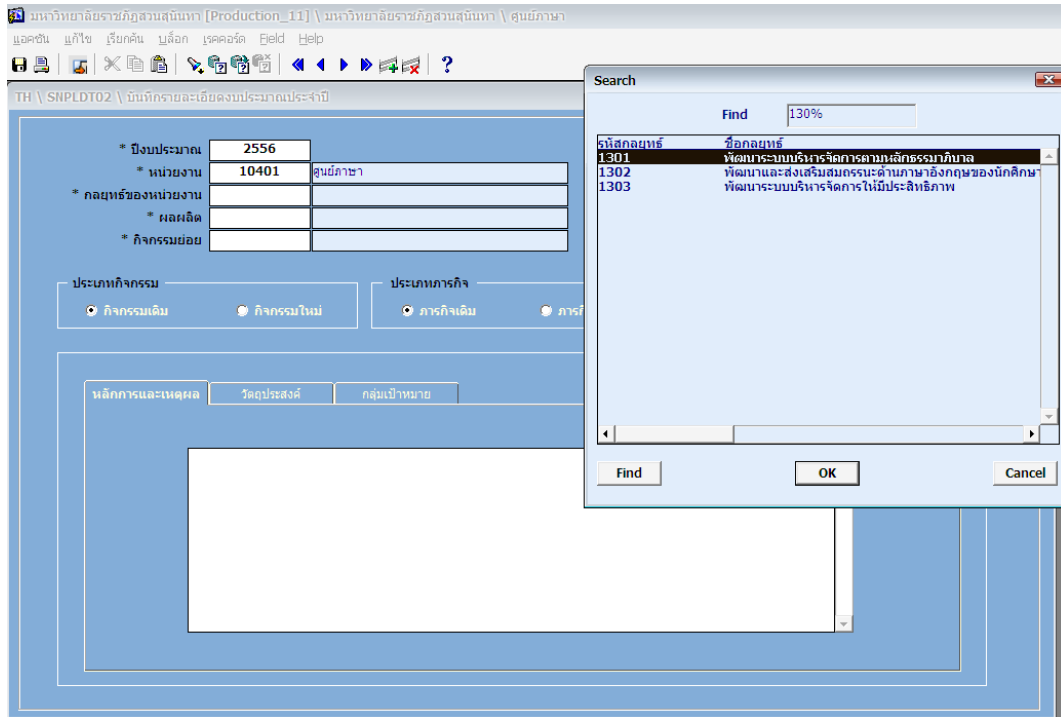 มหาวิทยาลัยราชภัฏสวนสุนันทา [Production_11] \ มหาวิทยาลัยราชภัฏสวนสุนันทา \ ศูนย์ภาษา
แอคชัน แก้ไข เรียกค้น บล็อก เรคคอร์ด Field Help
TH \ SNPLDT02 \ บันทึกรายละเอียดงบประมาณประจำปี
* ปีงบประมาณ 2556
* หน่วยงาน 10401 ศูนย์ภาษา
* กลยุทธ์ของหน่วยงาน
* ผลผลิต
* กิจกรรมย่อย
ประเภทกิจกรรม ประเภทภารกิจ
กิจกรรมเดิม กิจกรรมใหม่ ภารกิจเดิม
หลักการและเหตุผล วัตถุประสงค์ กลุ่มเป้าหมาย
Search
Find 130%
รหัสกลยุทธ์ ชื่อกลยุทธ์
1301 พัฒนาระบบบริหารจัดการตามหลักธรรมาภิบาล
1302 พัฒนาและส่งเสริมสมถรรนะด้านภาษาอังกฤษของนักศึกษา
1303 พัฒนาระบบบริหารจัดการให้มีประสิทธิภาพ
Find OK Cancel